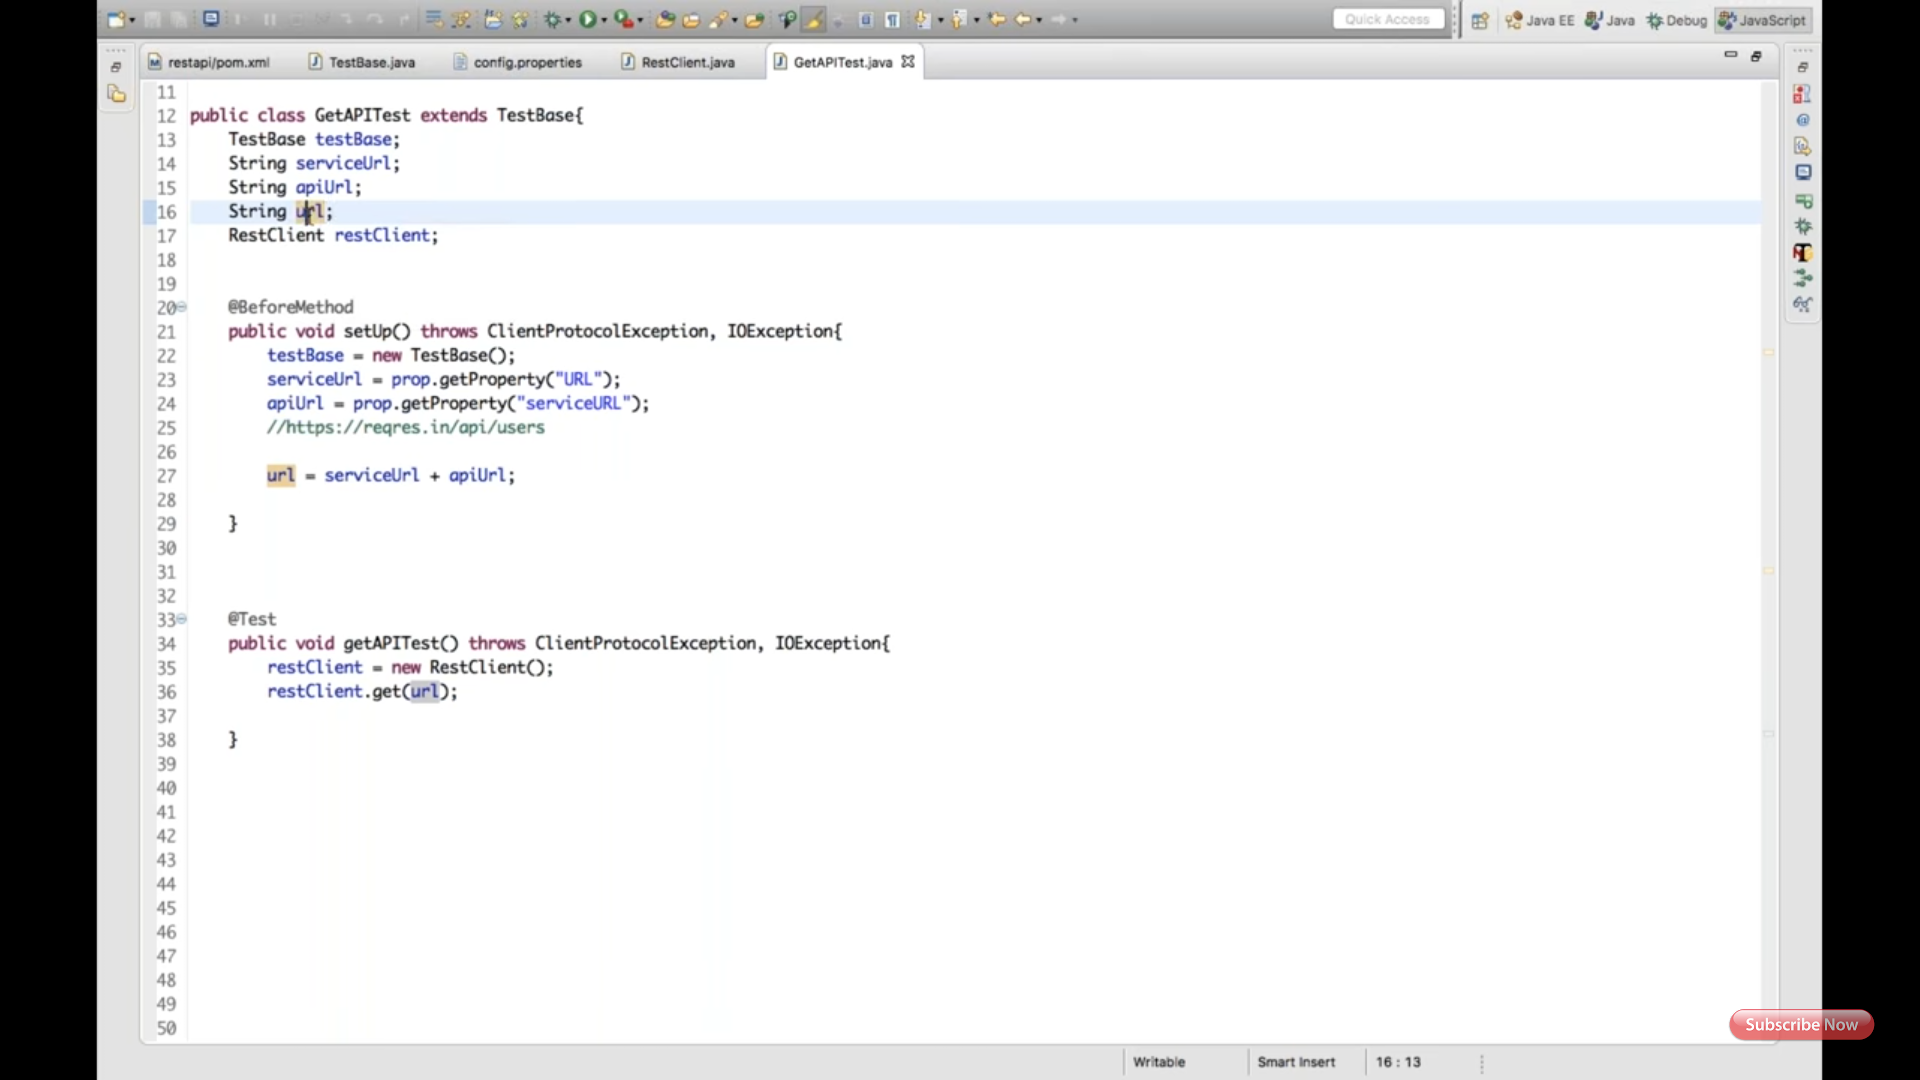 Quick Access
Java EE
Java
Debug
JavaScript
restapi/pom.xml
TestBase.java
config.properties
RestClient.java
GetAPITest.java
11
12 public class GetAPITest extends TestBase{
13 TestBase testBase;
14 String serviceUrl;
15 String apiUrl;
16 String url;
17 RestClient restClient;
18
19
20 @BeforeMethod
21 public void setUp() throws ClientProtocolException, IOException{
22 testBase = new TestBase();
23 serviceUrl = prop.getProperty("URL");
24 apiUrl = prop.getProperty("serviceURL");
25 //https://reqres.in/api/users
26
27 url = serviceUrl + apiUrl;
28
29 }
30
31
32
33 @Test
34 public void getAPITest() throws ClientProtocolException, IOException{
35 restClient = new RestClient();
36 restClient.get(url);
37
38 }
39
40
41
42
43
44
45
46
47
48
49
50
Subscribe Now
Writable
Smart Insert
16 : 13